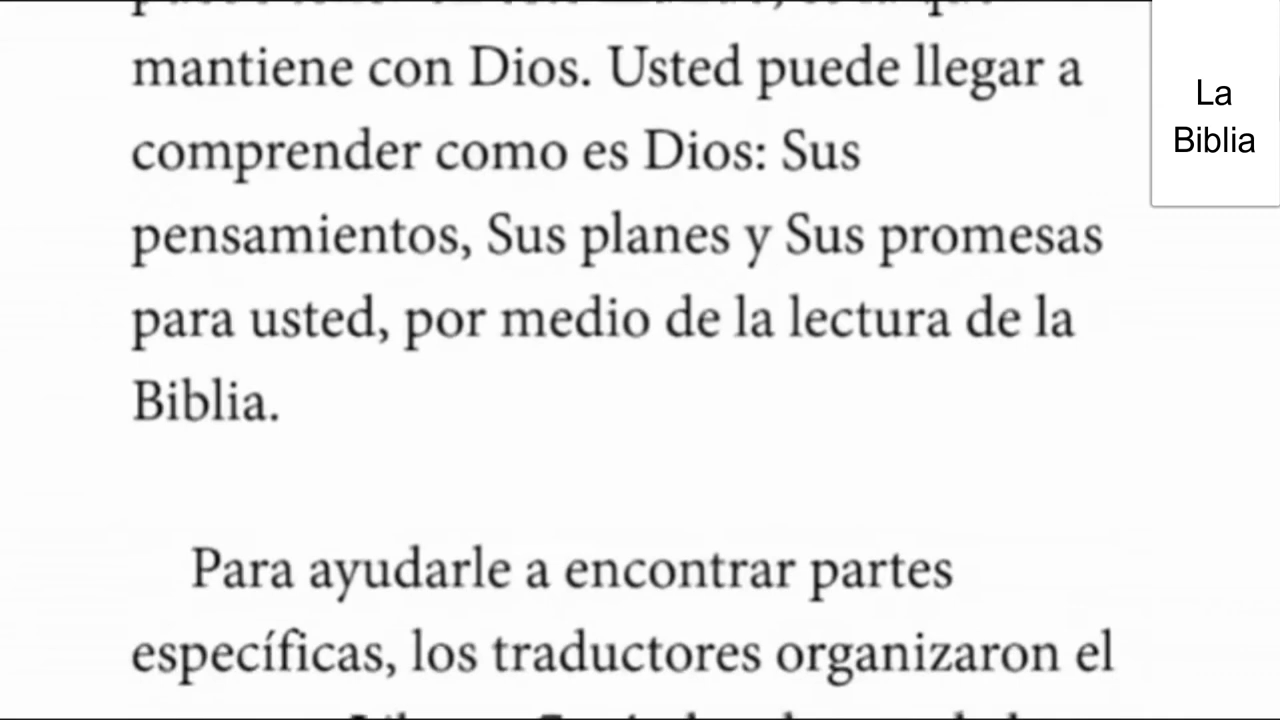 mantiene con Dios. Usted puede llegar a
comprender como es Dios: Sus
pensamientos, Sus planes y Sus promesas
para usted, por medio de la lectura de la
Biblia.
Para ayudarle a encontrar partes
específicas, los traductores organizaron el
La
Biblia